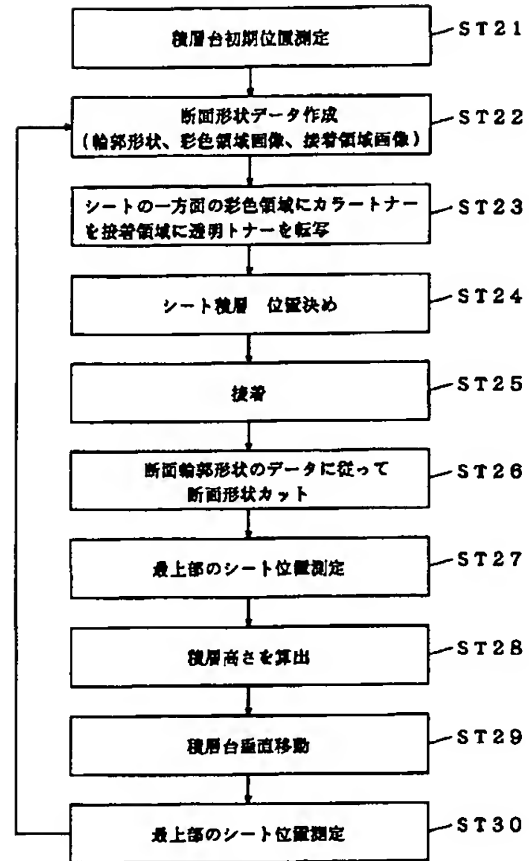 積層台初期位置測定
ST21
断面形状データ作成
(輪郭形状、彩色領域画像、接着領域画像)
ST22
シートの一方面の彩色領域にカラートナー
を接着領域に透明トナーを転写
ST23
シート積層 位置決め
ST24
接着
ST25
断面輪郭形状のデータに従って
断面形状カット
ST26
最上部のシート位置測定
ST27
積層高さを算出
ST28
積層台垂直移動
ST29
最上部のシート位置測定
ST30